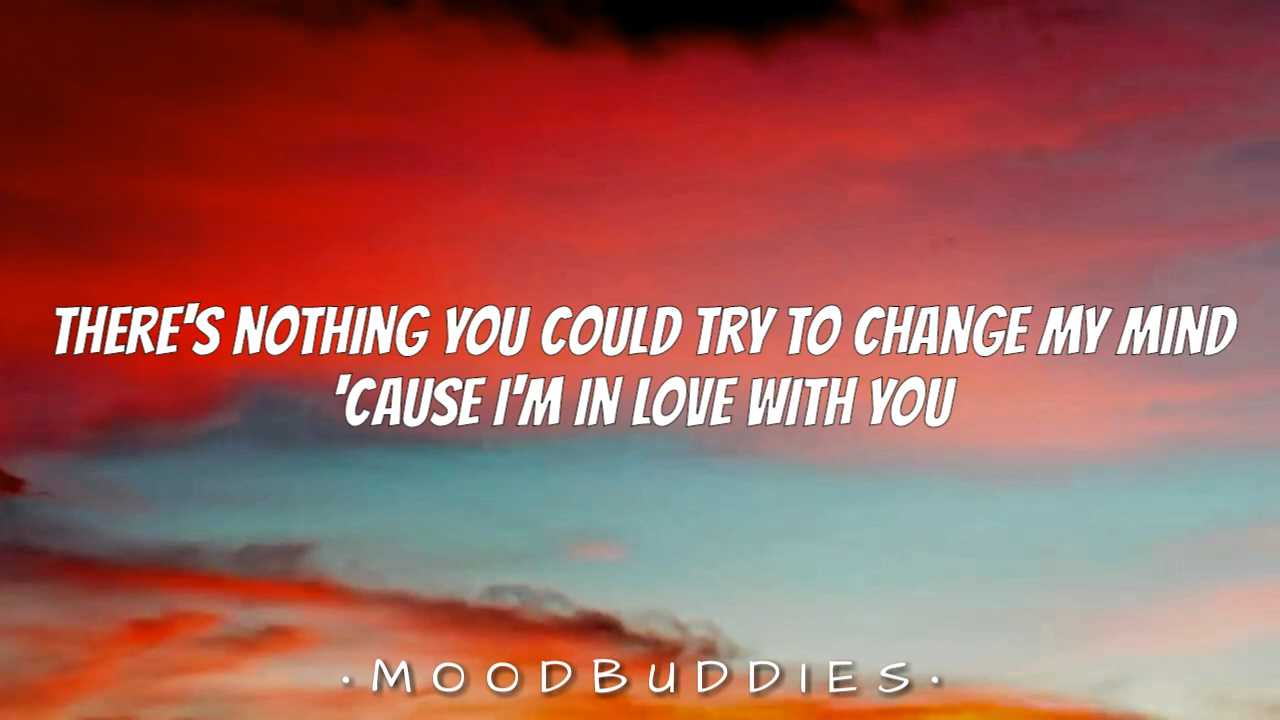 THERE'S NOTHING YOU COULD TRY TO CHANGE MY MIND
'CAUSE I'M IN LOVE WITH YOU
·MOODBUDDIES·